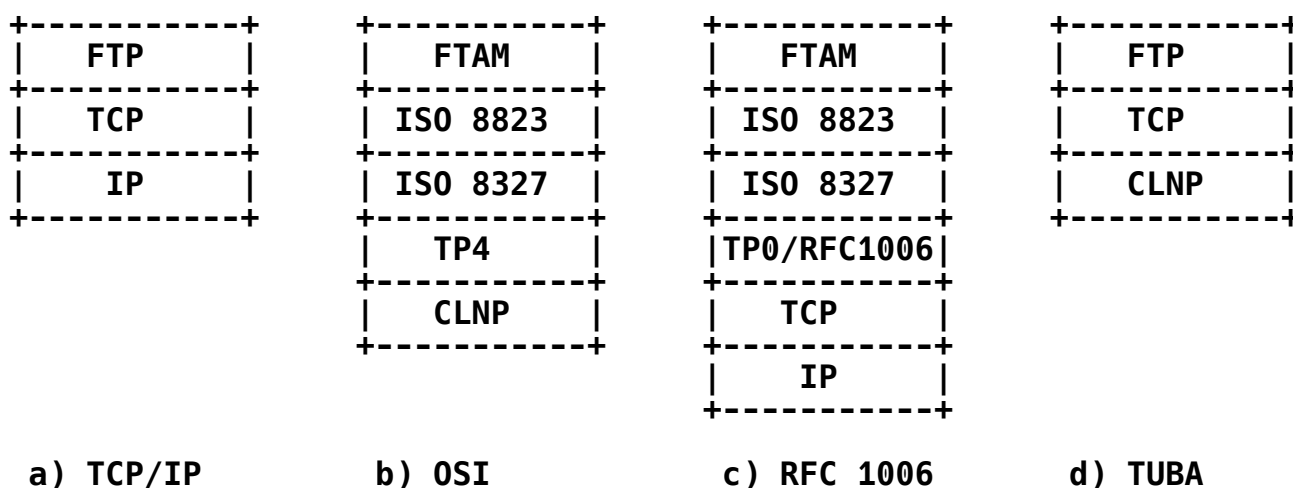 +-----------+ +-----------+ +-----------+ +-----------+
| FTP | | FTAM | | FTAM | | FTP |
+-----------+ +-----------+ +-----------+ +-----------+
| TCP | | ISO 8823 | | ISO 8823 | | TCP |
+-----------+ +-----------+ +-----------+ +-----------+
| IP | | ISO 8327 | | ISO 8327 | | CLNP |
+-----------+ +-----------+ +-----------+ +-----------+
| TP4 | |TP0/RFC1006|
+-----------+ +-----------+
| CLNP | | TCP |
+-----------+ +-----------+
| IP |
+-----------+
a) TCP/IP b) OSI c) RFC 1006 d) TUBA